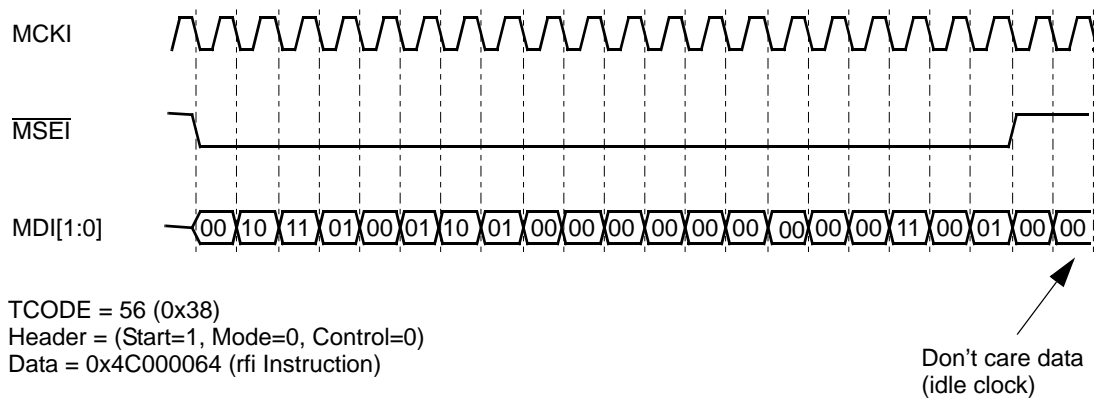 MCKI
MSEI
MDI[1:0] 00 10 11 01 00 01 10 01 00 00 00 00 00 00 00 00 00 11 00 01 00 00
TCODE = 56 (0x38)
Header = (Start=1, Mode=0, Control=0)
Data = 0x4C000064 (rfi Instruction)
Don't care data
(idle clock)